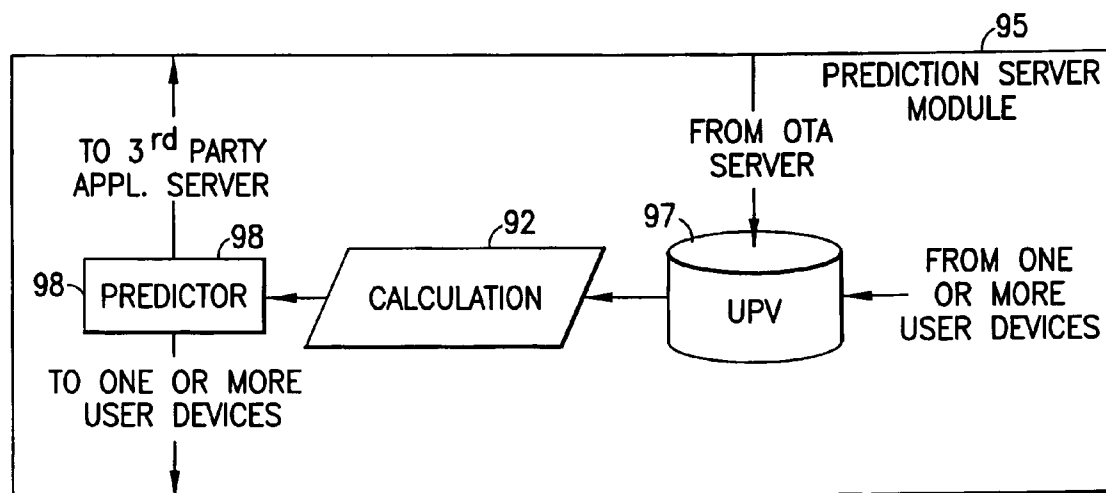 95
PREDICTION SERVER
MODULE
TO 3rd PARTY
APPL. SERVER
FROM OTA
SERVER
98
98
PREDICTOR
92
CALCULATION
97
UPV
FROM ONE
OR MORE
USER DEVICES
TO ONE OR MORE
USER DEVICES